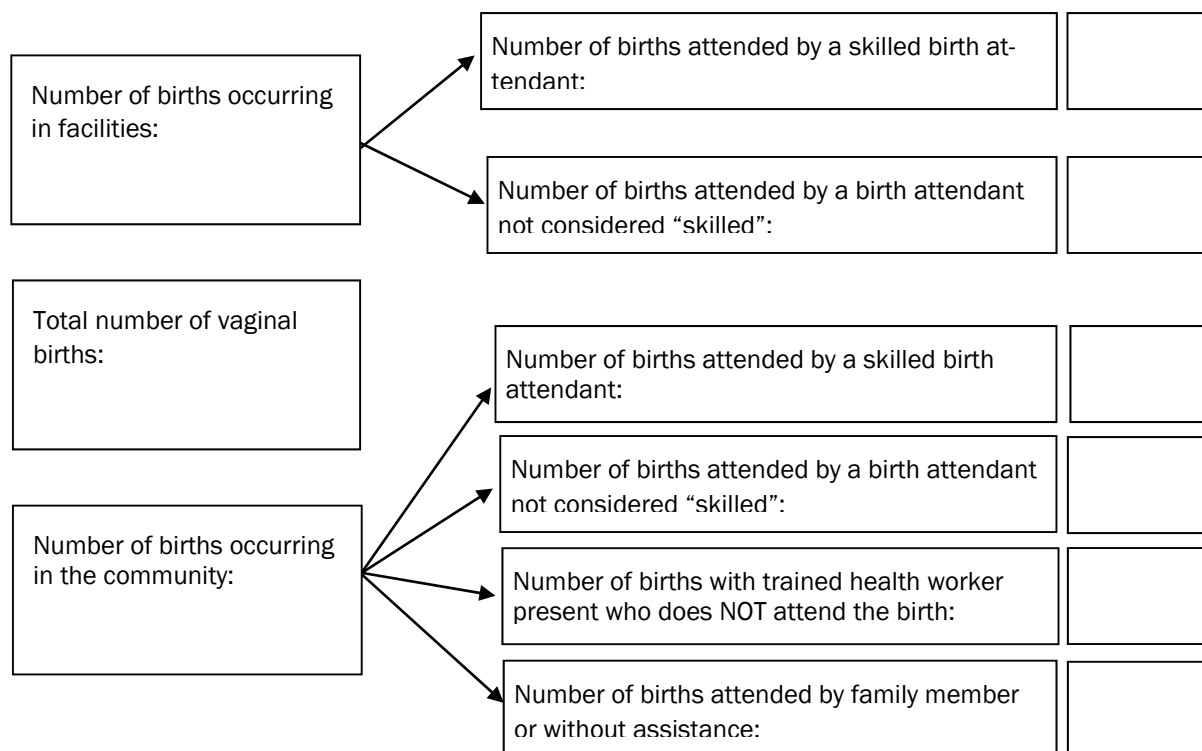 Number of births occurring
in facilities:
Number of births attended by a skilled birth at-
tendant:
Number of births attended by a birth attendant
not considered “skilled”:
Total number of vaginal
births:
Number of births occurring
in the community:
Number of births attended by a skilled birth
attendant:
Number of births attended by a birth attendant
not considered “skilled”:
Number of births with trained health worker
present who does NOT attend the birth:
Number of births attended by family member
or without assistance: